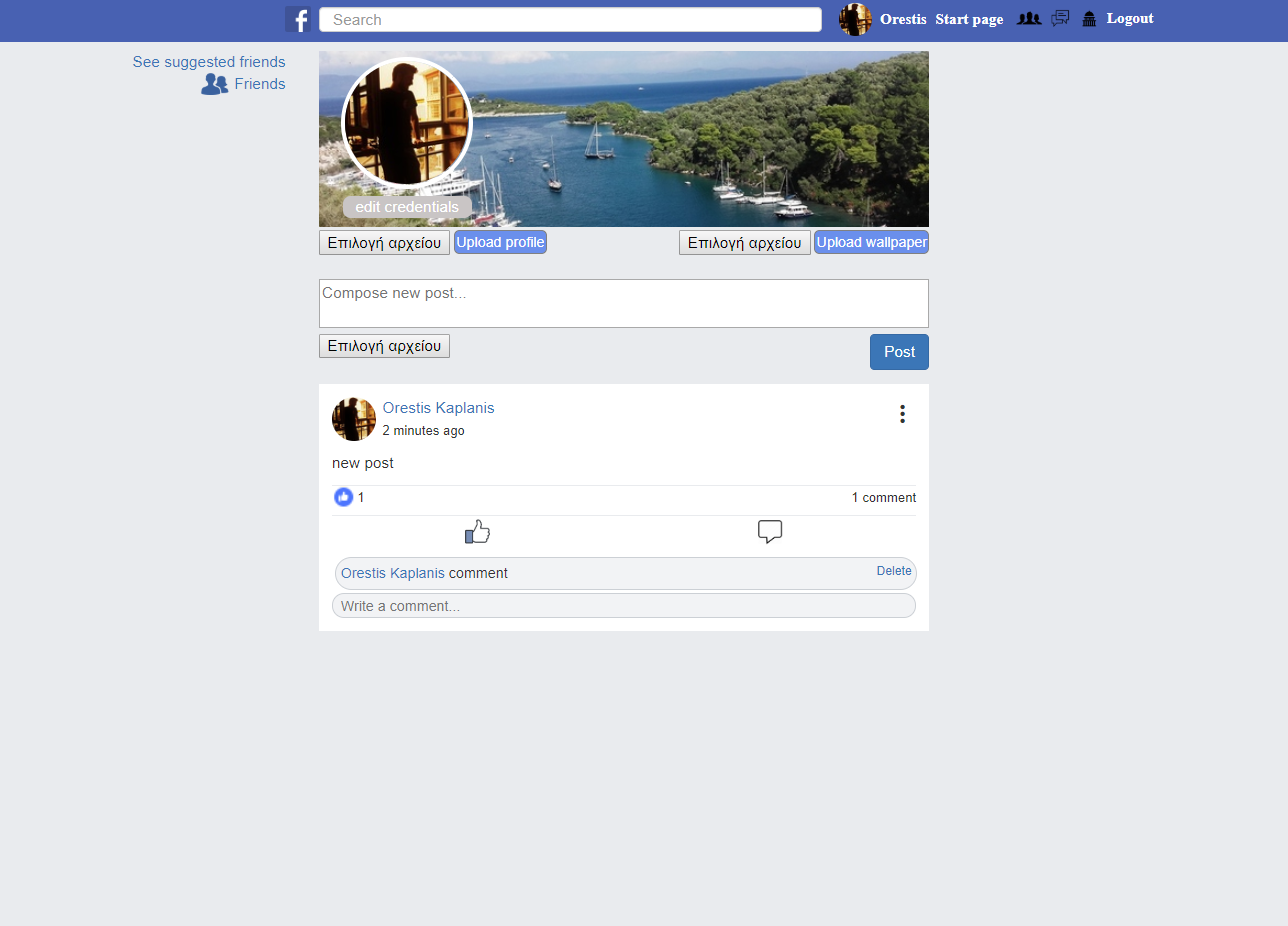 f Search Orestis Start page Logout
See suggested friends
Friends
edit credentials
Επιλογή αρχείου Upload profile Επιλογή αρχείου Upload wallpaper
Compose new post...
Επιλογή αρχείου Post
Orestis Kaplanis
2 minutes ago
new post
1 1 comment
Orestis Kaplanis comment Delete
Write a comment...